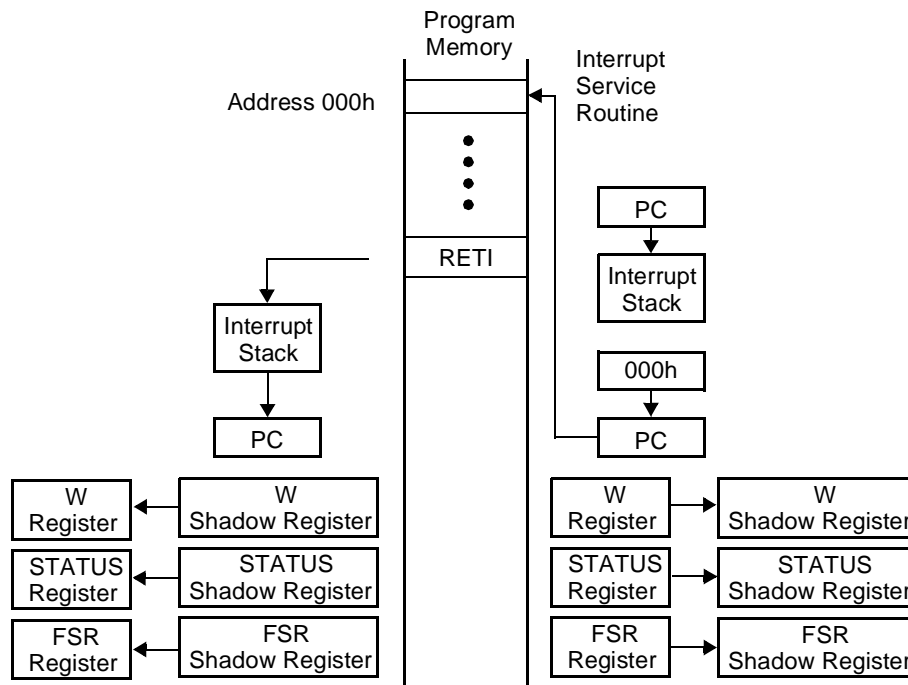 Program
Memory
Interrupt
Service
Routine
Address 000h
PC
RETI
Interrupt
Stack
Interrupt
Stack
000h
PC
PC
W
Register
W
Shadow Register
W
Register
W
Shadow Register
STATUS
Register
STATUS
Shadow Register
STATUS
Register
STATUS
Shadow Register
FSR
Register
FSR
Shadow Register
FSR
Register
FSR
Shadow Register